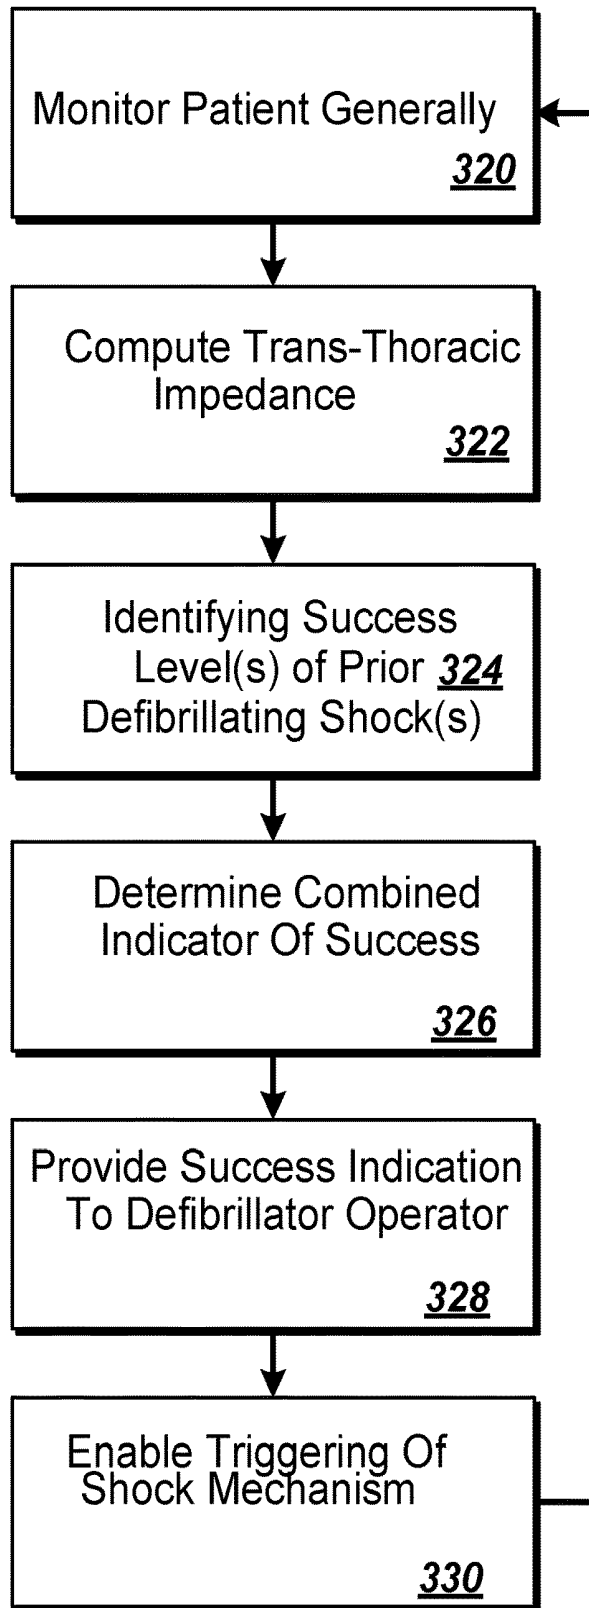 Monitor Patient Generally
320
Compute Trans-Thoracic
Impedance
322
Identifying Success
Level(s) of Prior 324
Defibrillating Shock(s)
Determine Combined
Indicator Of Success
326
Provide Success Indication
To Defibrillator Operator
328
Enable Triggering Of
Shock Mechanism
330